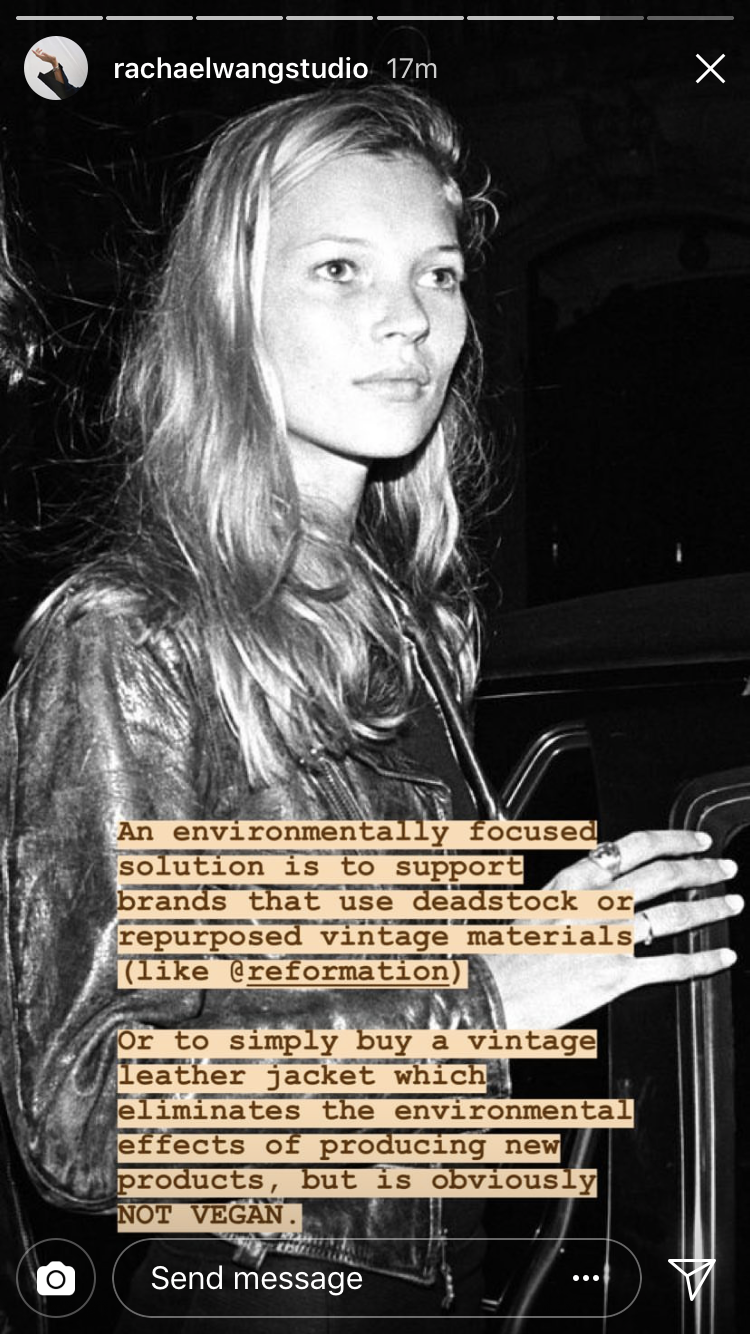 rachaelwangstudio 17m
An environmentally focused
solution is to support
brands that use deadstock or
repurposed vintage materials
(like @reformation)
Or to simply buy a vintage
leather jacket which
eliminates the environmental
effects of producing new
products, but is obviously
NOT VEGAN.
Send message